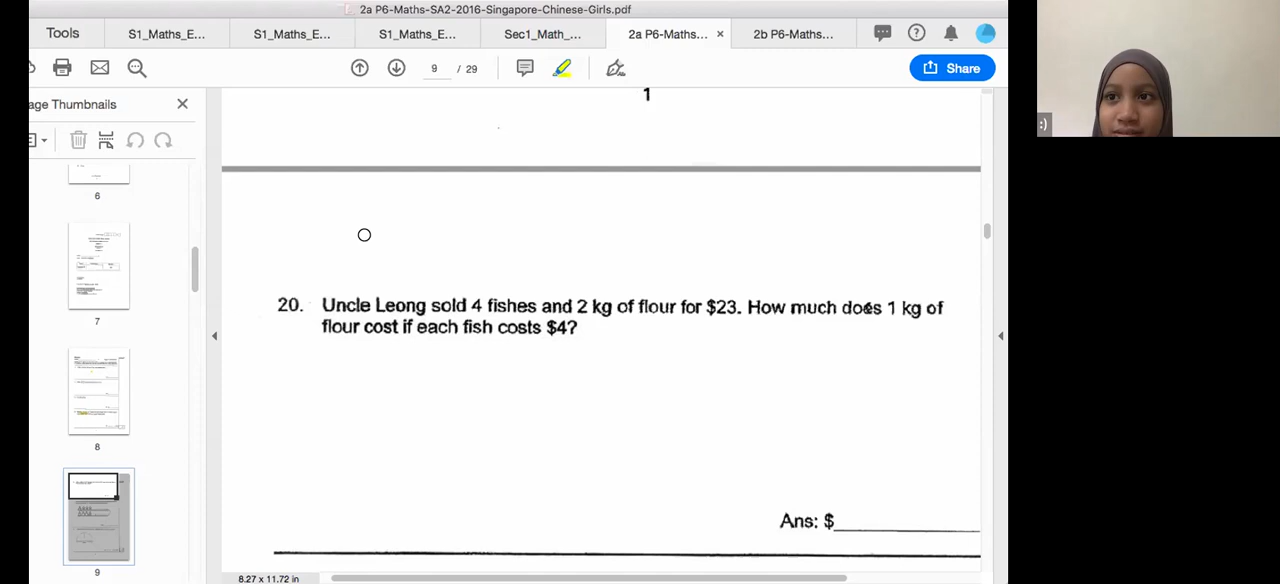 2a P6-Maths-SA2-2016-Singapore-Chinese-Girls.pdf
Tools
S1_Maths_E...
S1_Maths_E...
S1_Maths_E...
Sec1_Math_...
2a P6-Maths... ×
2b P6-Maths...
9 / 29
Share
age Thumbnails
1
6
7
8
9
20. Uncle Leong sold 4 fishes and 2 kg of flour for $23. How much does 1 kg of
flour cost if each fish costs $4?
Ans: $
8.27 x 11.72 in
:)